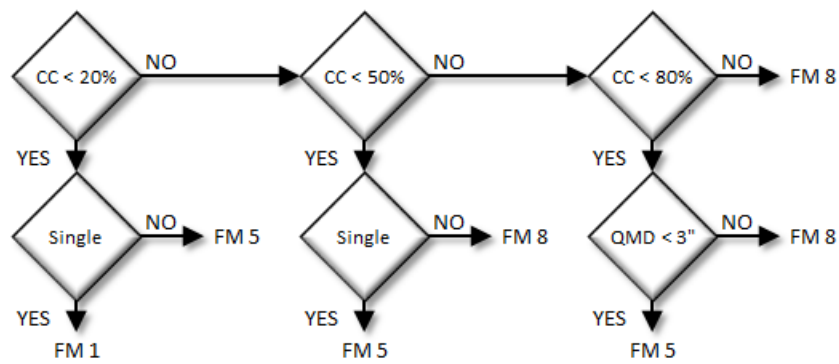 NO NO
CC < 20% CC < 50% CC < 80% NO FM 8
YES YES YES
Single NO FM 5 Single NO FM 8 QMD < 3" NO FM 8
YES YES YES
FM 1 FM 5 FM 5